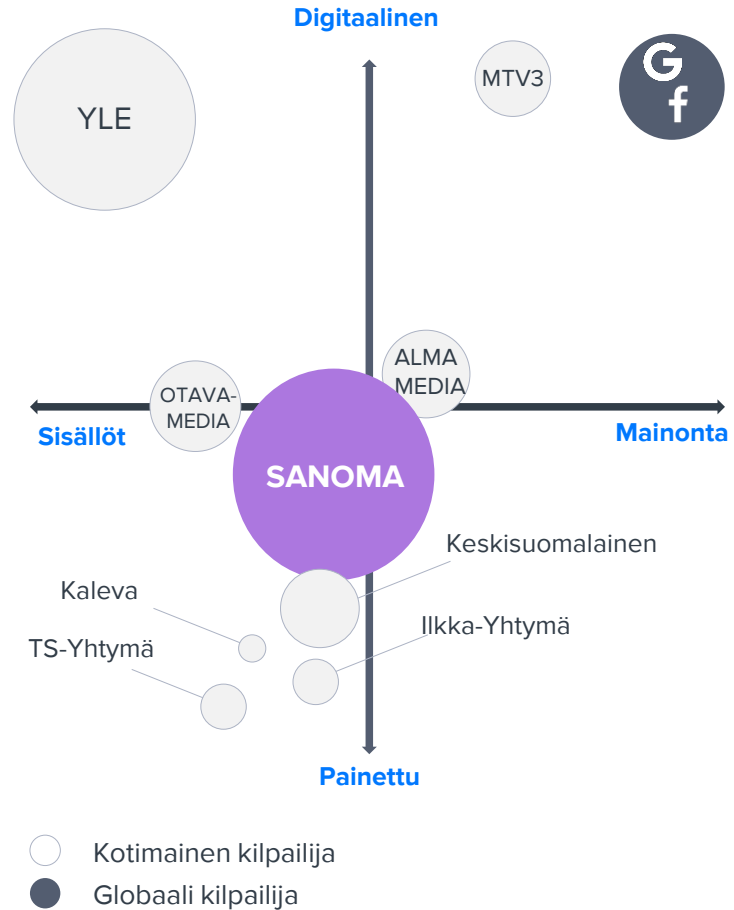 Digitaalinen
YLE
MTV3
G
f
ALMA
MEDIA
OTAVA-
MEDIA
Sisällöt
Mainonta
SANOMA
Keskisuomalainen
Kaleva
Ilkka-Yhtymä
TS-Yhtymä
Painettu
Kotimainen kilpailija
Globaali kilpailija